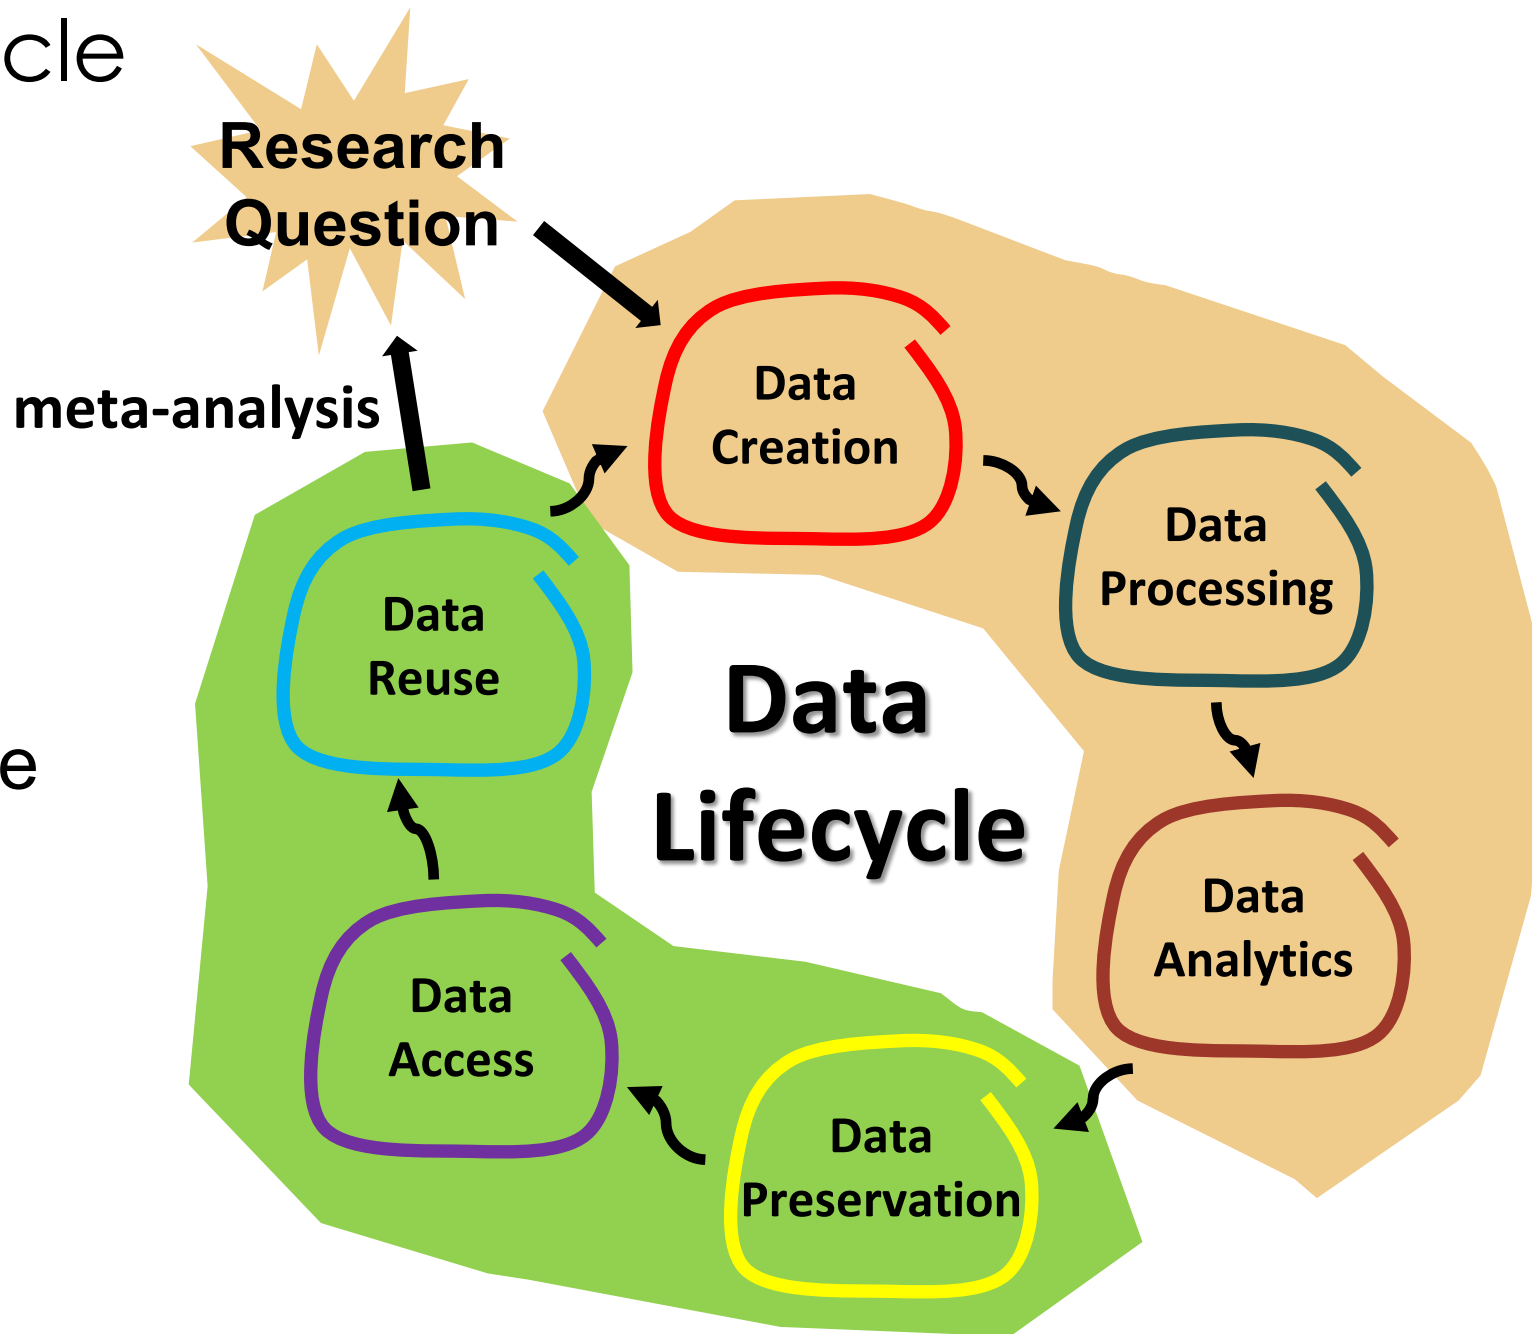 cle
Research
Question
meta-analysis
Data
Creation
Data
Processing
Data
Reuse
Data
Lifecycle
e
Data
Analytics
Data
Access
Data
Preservation